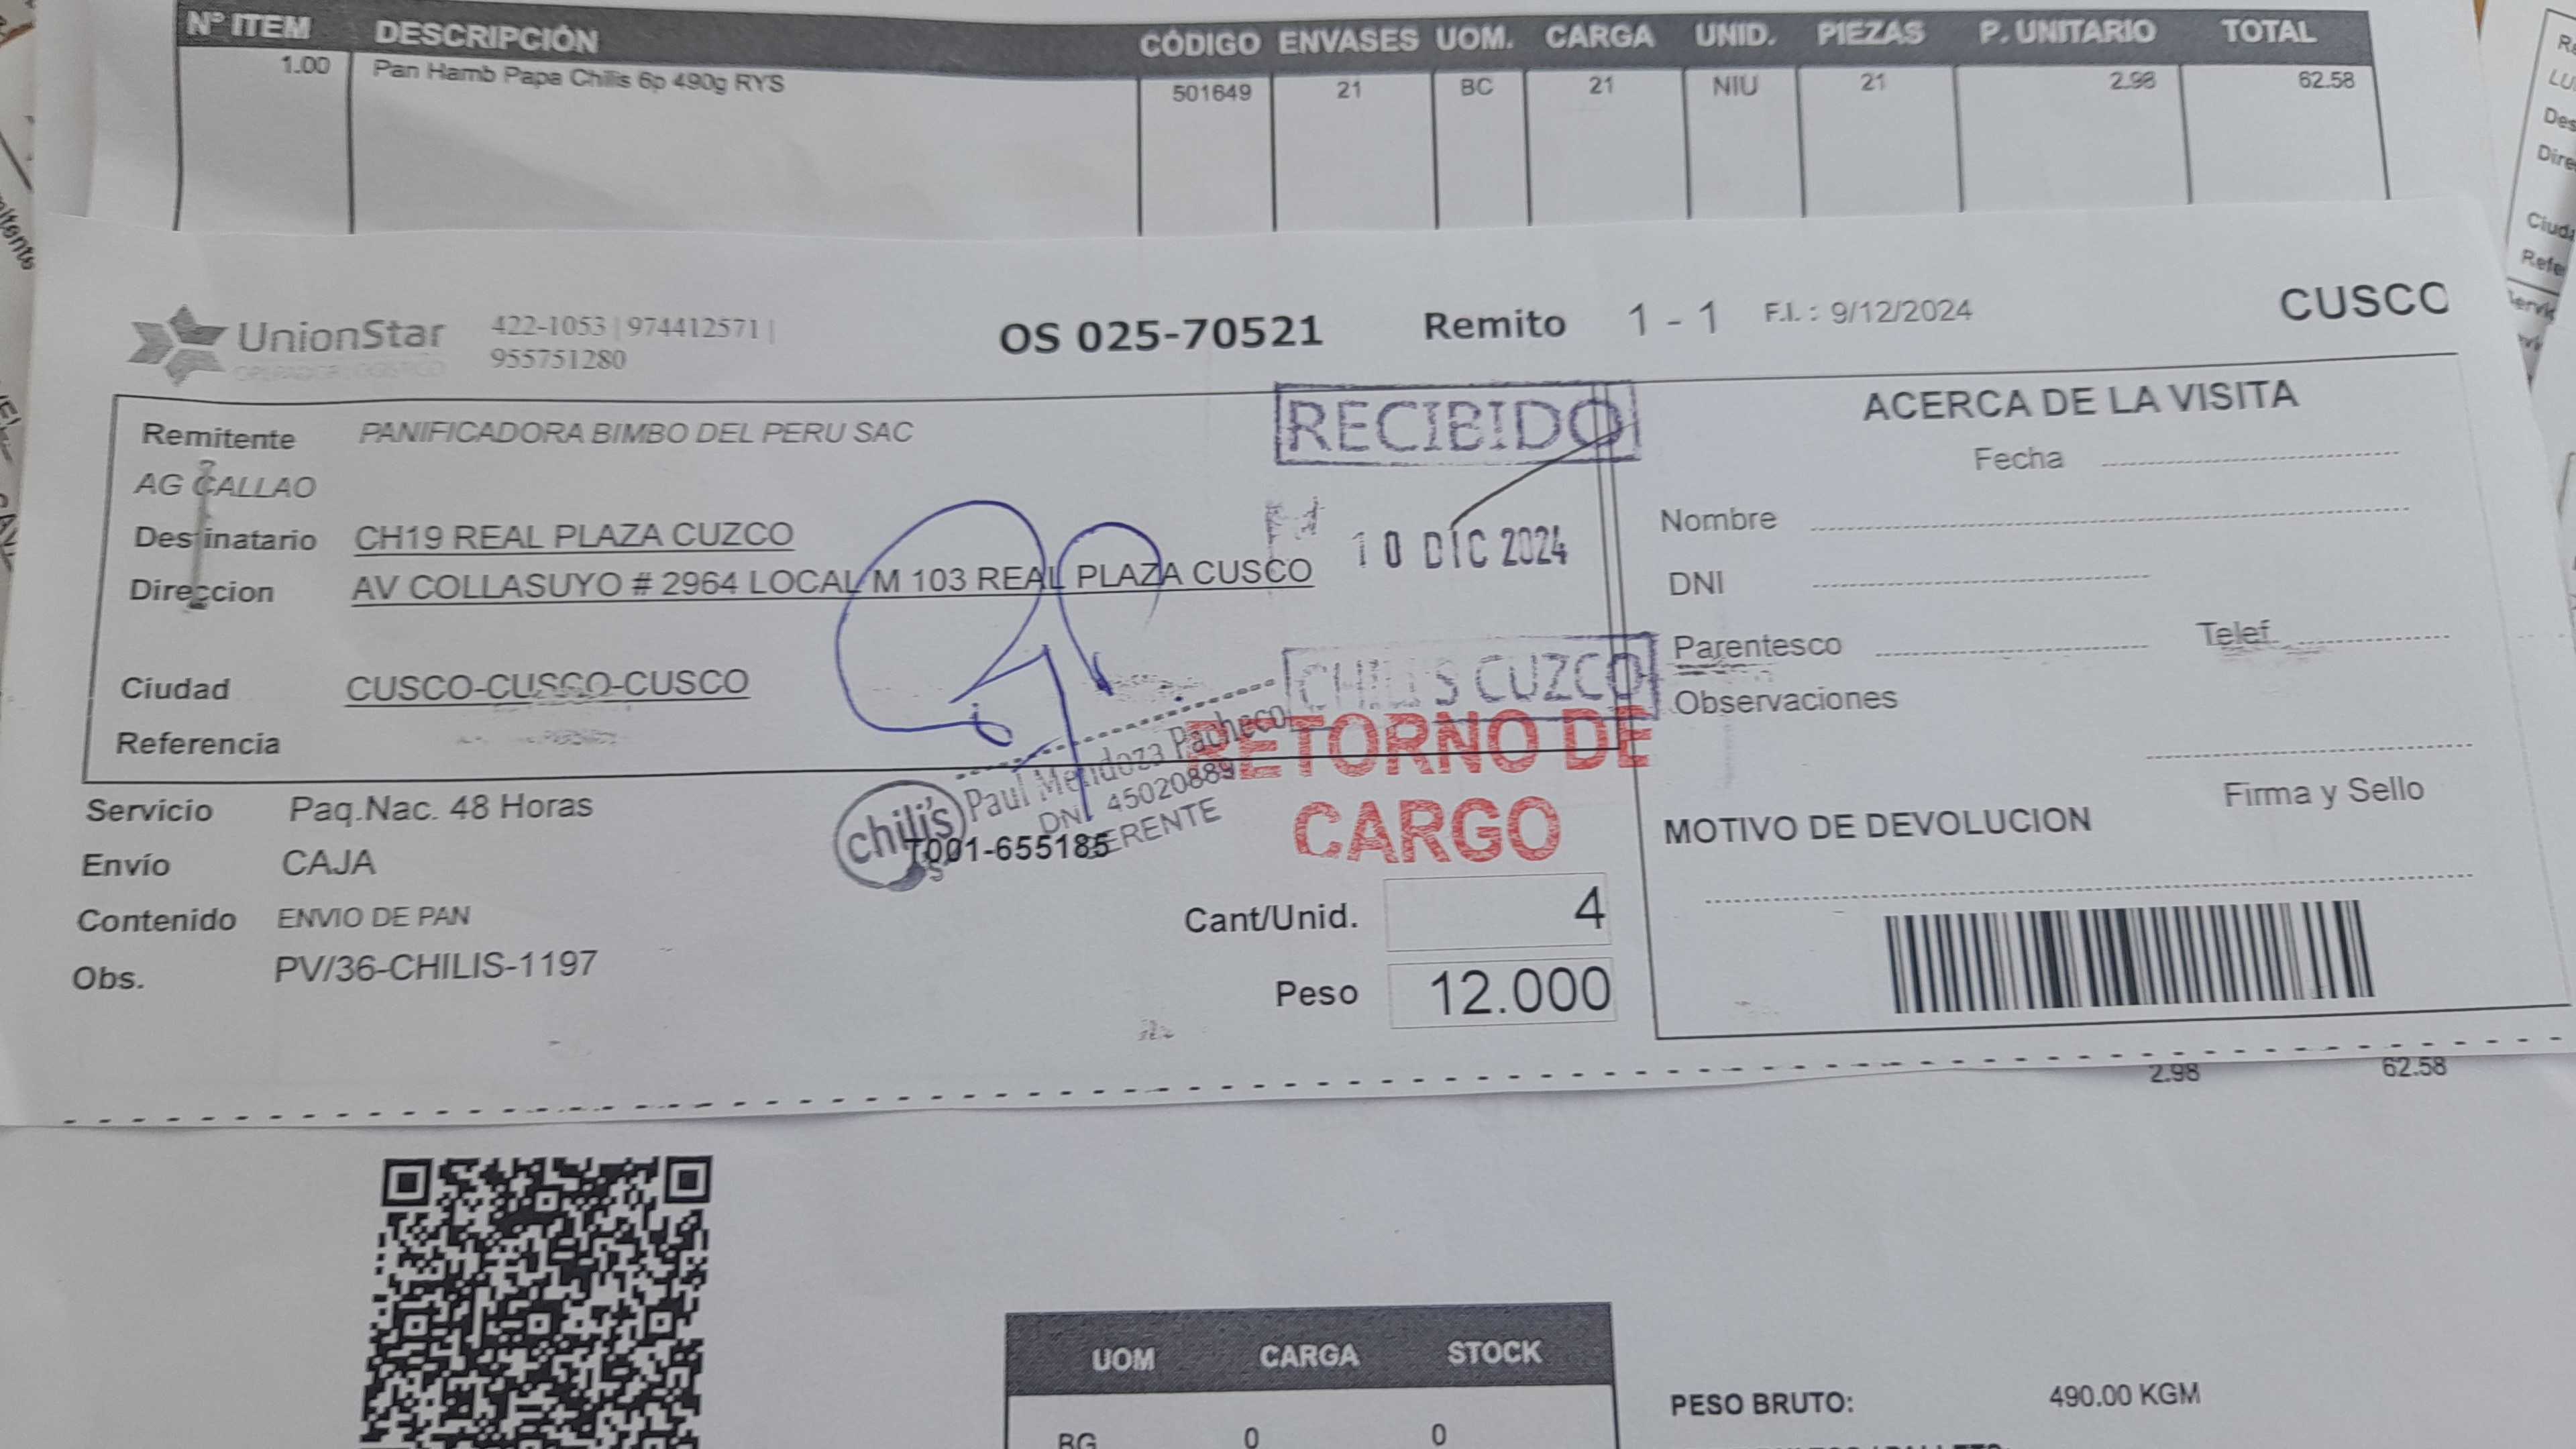 Nº ITEM DESCRIPCIÓN CÓDIGO ENVASES UOM. CARGA UNID. PIEZAS P. UNITARIO TOTAL
1.00 Pan Hamb Papa Chilis 6p 490g RYS 501649 21 BC 21 NIU 21 2.98 62.58
UnionStar 422-1053 | 974412571 |
OPERADOR LOGISTICO 955751280
OS 025-70521 Remito 1 - 1 F.I. : 9/12/2024 CUSCO
Remitente PANIFICADORA BIMBO DEL PERU SAC
AG CALLAO
Destinatario CH19 REAL PLAZA CUZCO
Direccion AV COLLASUYO # 2964 LOCAL M 103 REAL PLAZA CUSCO
Ciudad CUSCO-CUSCO-CUSCO
Referencia
RECIBIDO
10 DIC 2024
CHILI'S CUZCO
RETORNO DE
CARGO
chili's
Paul Mendoza Pacheco
DNI 45020889
GERENTE
T001-655185
Servicio Paq.Nac. 48 Horas
Envío CAJA
Contenido ENVIO DE PAN
Obs. PV/36-CHILIS-1197
Cant/Unid. 4
Peso 12.000
ACERCA DE LA VISITA
Fecha
Nombre
DNI
Parentesco Telef.
Observaciones
Firma y Sello
MOTIVO DE DEVOLUCION
2.98 62.58
UOM CARGA STOCK
BG 0 0
PESO BRUTO: 490.00 KGM